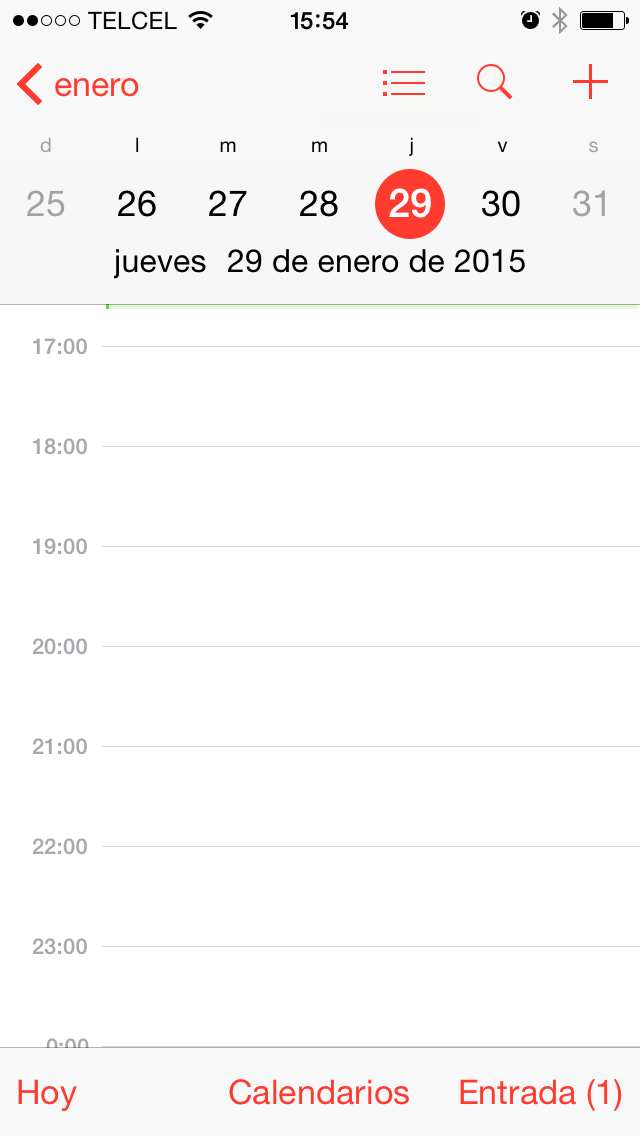 TELCEL 15:54
enero
d l m m j v s
25 26 27 28 29 30 31
jueves 29 de enero de 2015
17:00
18:00
19:00
20:00
21:00
22:00
23:00
0:00
Hoy Calendarios Entrada (1)